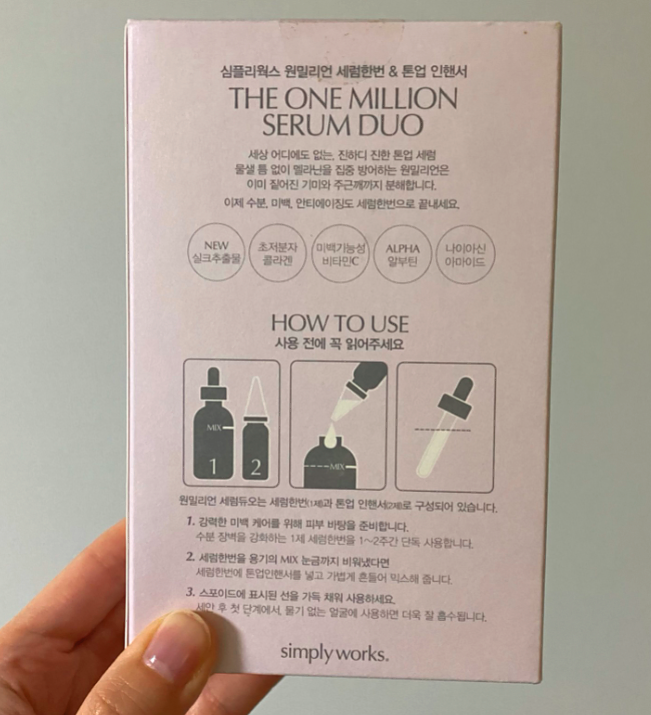 심플리웍스 원밀리언 세럼한번 & 톤업 인핸서
THE ONE MILLION
SERUM DUO
세상 어디에도 없는, 진하디 진한 톤업 세럼
물샐 틈 없이 멜라닌을 집중 방어하는 원밀리언은
이미 짙어진 기미와 주근깨까지 분해합니다.
이제 수분, 미백, 안티에이징도 세럼한번으로 끝내세요.
NEW
실크추출물
초저분자
콜라겐
미백기능성
비타민C
ALPHA
알부틴
나이아신
아마이드
HOW TO USE
사용 전에 꼭 읽어주세요
MIX
1
2
MIX
원밀리언 세럼듀오는 세럼한번(1제)과 톤업 인핸서(2제)로 구성되어 있습니다.
1. 강력한 미백 케어를 위해 피부 바탕을 준비합니다.
수분 장벽을 강화하는 1제 세럼한번을 1~2주간 단독 사용합니다.
2. 세럼한번을 용기의 MIX 눈금까지 비워냈다면
세럼한번에 톤업인핸서를 넣고 가볍게 흔들어 믹스해 줍니다.
3. 스포이드에 표시된 선을 가득 채워 사용하세요.
세안 후 첫 단계에서, 물기 없는 얼굴에 사용하면 더욱 잘 흡수됩니다.
simply works.